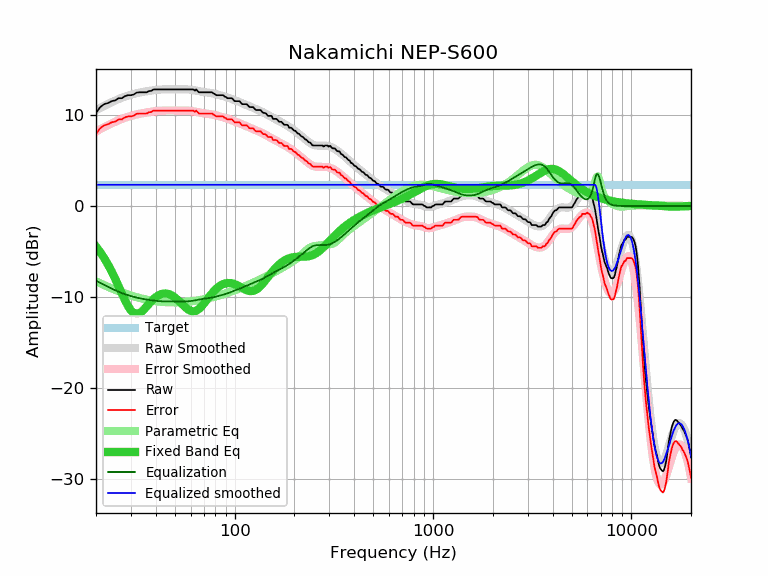 Nakamichi NEP-S600
Amplitude (dBr)
10
0
−10
−20
−30
Target
Raw Smoothed
Error Smoothed
Raw
Error
Parametric Eq
Fixed Band Eq
Equalization
Equalized smoothed
100
1000
10000
Frequency (Hz)